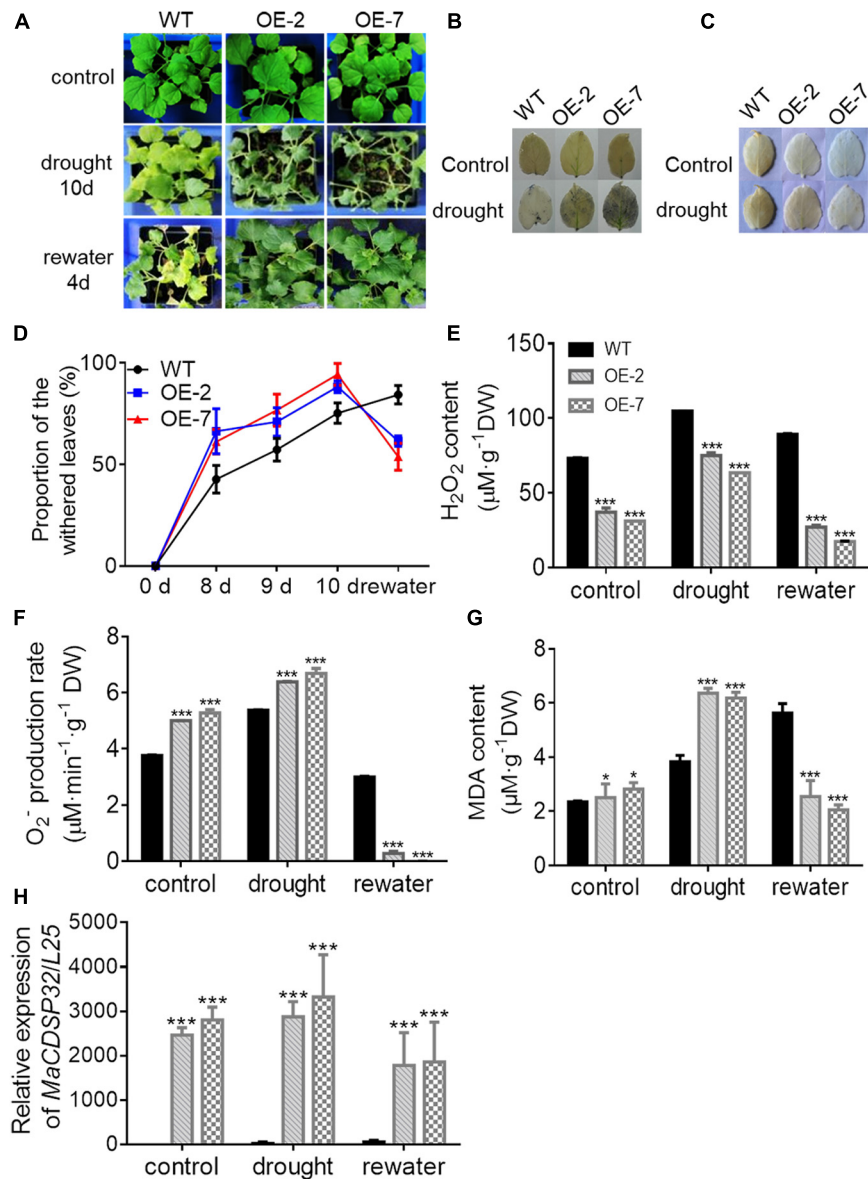 A
WT OE-2 OE-7
control
drought
10d
rewater
4d
B
WT OE-2 OE-7
Control
drought
C
WT OE-2 OE-7
Control
drought
D
Proportion of the
withered leaves (%)
100
50
0
WT
OE-2
OE-7
0 d 8 d 9 d 10 drewater
E
H₂O₂ content
(μM·g⁻¹DW)
150
100
50
0
WT
OE-2
OE-7
*** *** *** *** *** ***
control drought rewater
F
O₂⁻ production rate
(μM·min⁻¹·g⁻¹ DW)
8
6
4
2
0
*** *** *** *** *** ***
control drought rewater
G
MDA content
(μM·g⁻¹DW)
8
6
4
2
0
* * *** *** *** ***
control drought rewater
H
Relative expression
of MaCDSP32/L25
5000
4000
3000
2000
1000
0
*** *** *** *** *** ***
control drought rewater